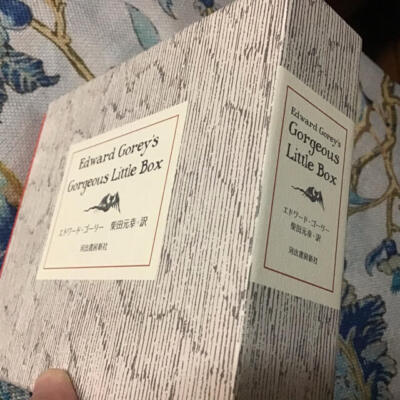 Edward Gorey's
Gorgeous Little Box
エドワード・ゴーリー 柴田元幸・訳
河出書房新社
Edward Gorey's
Gorgeous
Little Box
エドワード・ゴーリー
柴田元幸・訳
河出書房新社